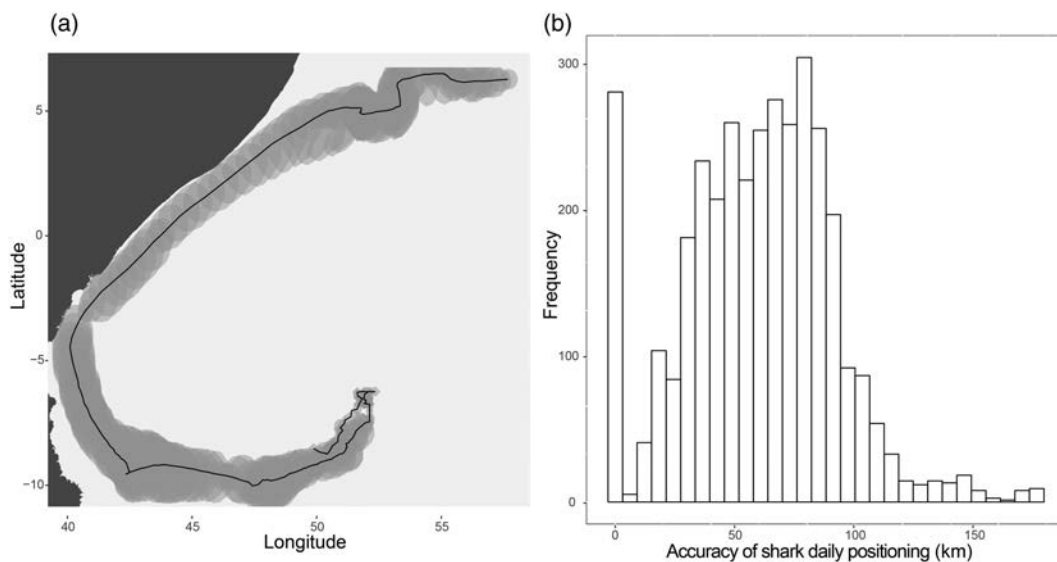 (a)
5
0
−5
−10
Latitude
40
45
50
55
Longitude
(b)
300
200
100
0
Frequency
0
50
100
150
Accuracy of shark daily positioning (km)